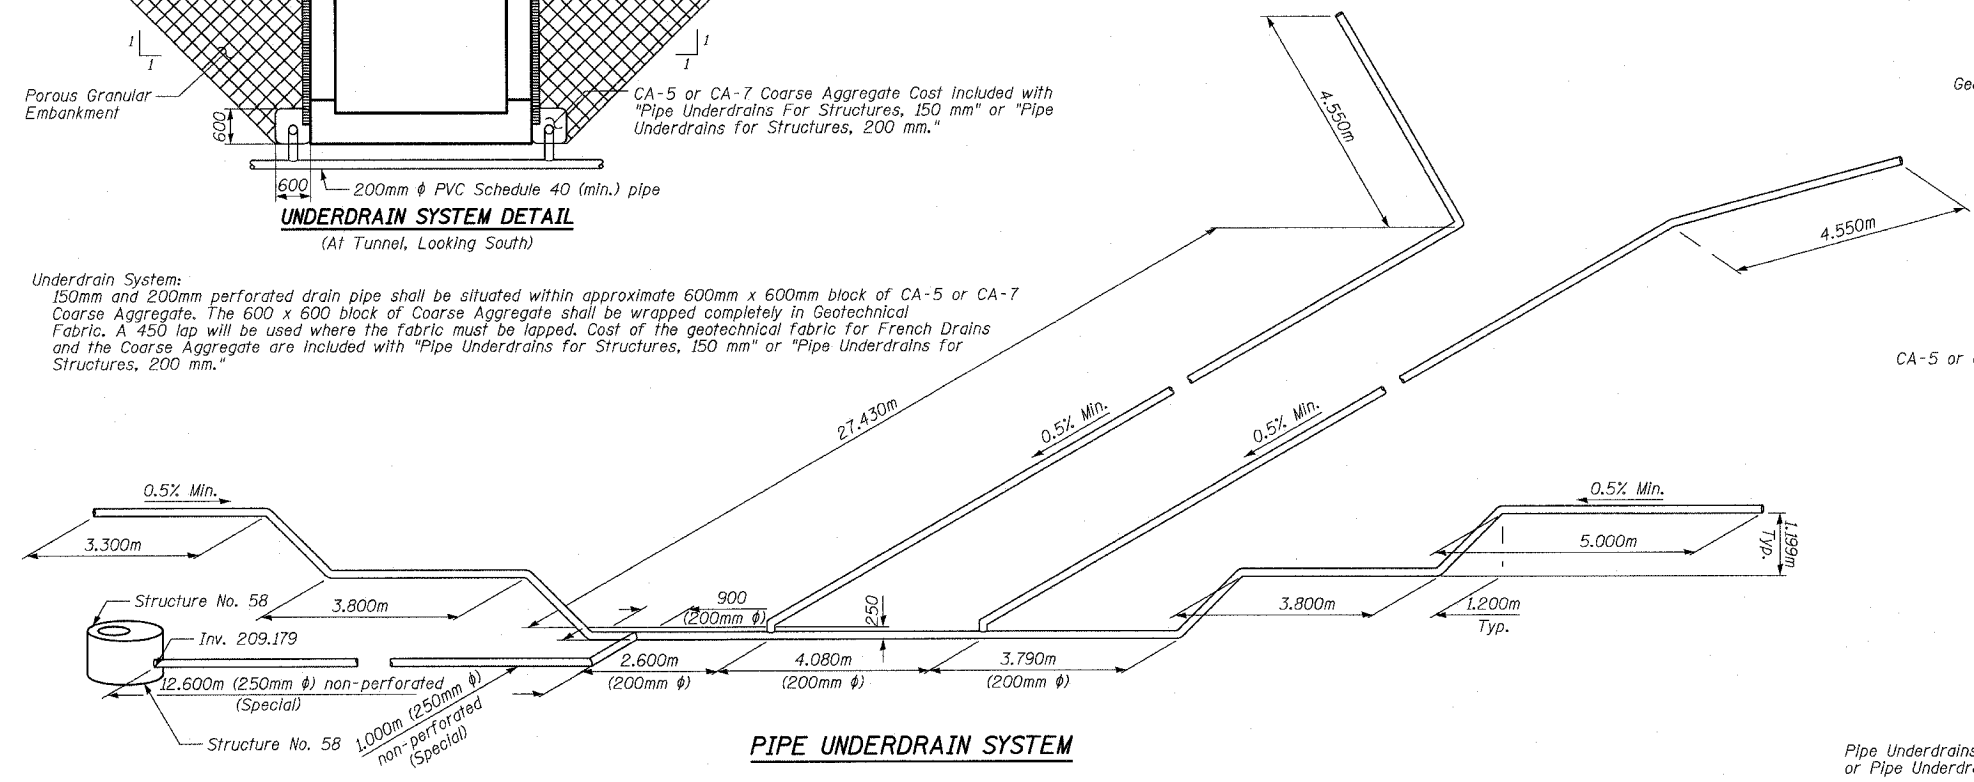 1
1
1
1
Porous Granular
Embankment
600
600
CA-5 or CA-7 Coarse Aggregate Cost included with
"Pipe Underdrains For Structures, 150 mm" or "Pipe
Underdrains for Structures, 200 mm."
200mm ϕ PVC Schedule 40 (min.) pipe
UNDERDRAIN SYSTEM DETAIL
(At Tunnel, Looking South)
Underdrain System:
150mm and 200mm perforated drain pipe shall be situated within approximate 600mm x 600mm block of CA-5 or CA-7
Coarse Aggregate. The 600 x 600 block of Coarse Aggregate shall be wrapped completely in Geotechnical
Fabric. A 450 lap will be used where the fabric must be lapped. Cost of the geotechnical fabric for French Drains
and the Coarse Aggregate are included with "Pipe Underdrains for Structures, 150 mm" or "Pipe Underdrains for
Structures, 200 mm."
4.550m
4.550m
27.430m
0.5% Min.
0.5% Min.
0.5% Min.
3.300m
3.800m
Structure No. 58
Inv. 209.179
12.600m (250mm ϕ) non-perforated
(Special)
Structure No. 58
1.000m (250mm ϕ)
non-perforated
(Special)
900
(200mm ϕ)
250
2.600m
(200mm ϕ)
4.080m
(200mm ϕ)
3.790m
(200mm ϕ)
3.800m
1.200m
Typ.
0.5% Min.
5.000m
1.199m
Typ.
PIPE UNDERDRAIN SYSTEM
CA-5 or
Pipe Underdrains
or Pipe Underdr